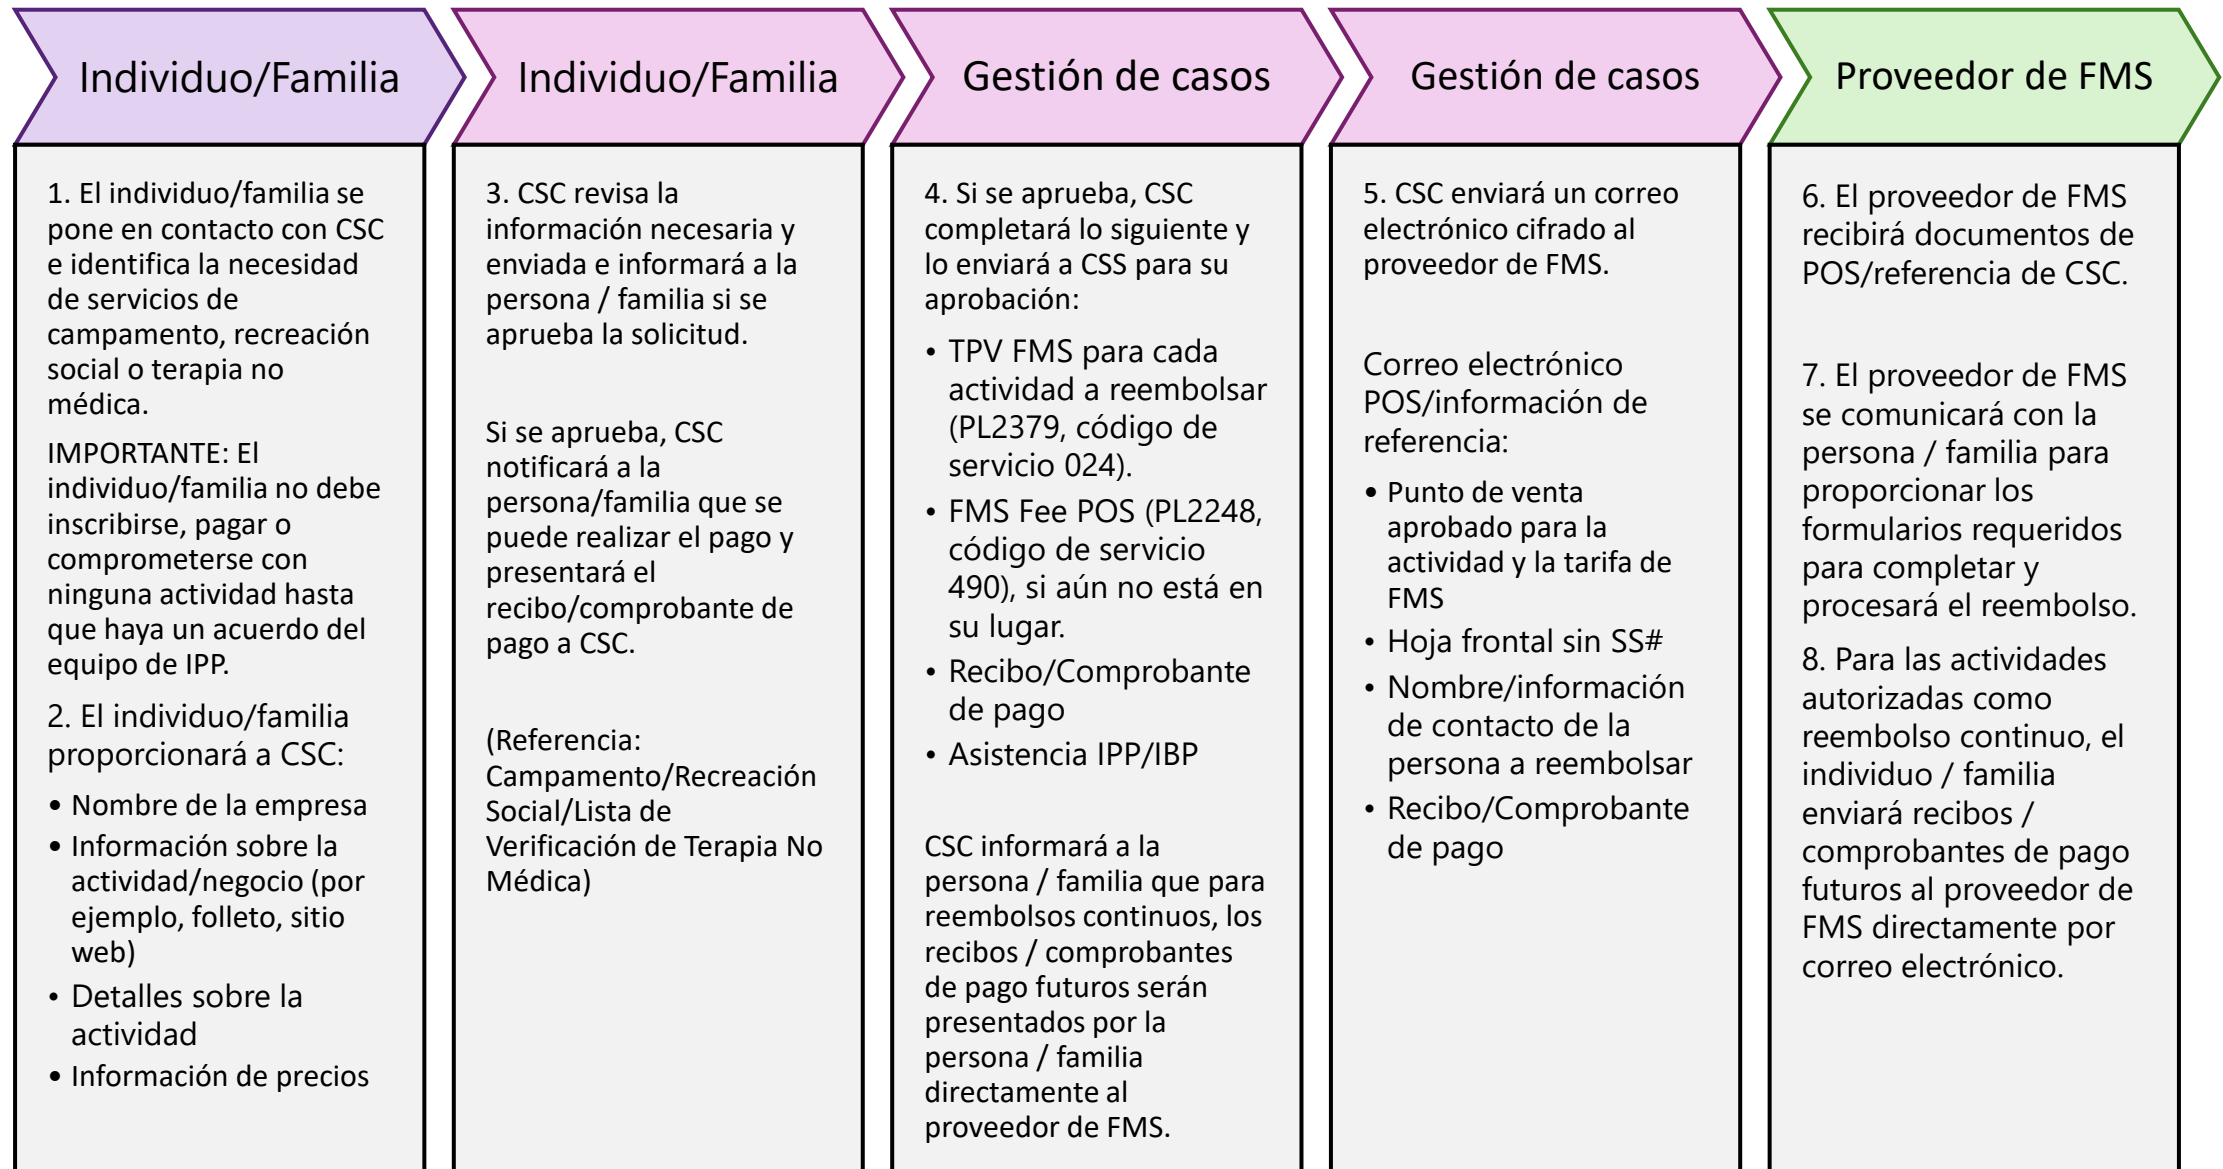 Individuo/Familia
1. El individuo/familia se
pone en contacto con CSC
e identifica la necesidad
de servicios de
campamento, recreación
social o terapia no
médica.
IMPORTANTE: El
individuo/familia no debe
inscribirse, pagar o
comprometerse con
ninguna actividad hasta
que haya un acuerdo del
equipo de IPP.
2. El individuo/familia
proporcionará a CSC:
• Nombre de la empresa
• Información sobre la
actividad/negocio (por
ejemplo, folleto, sitio
web)
• Detalles sobre la
actividad
• Información de precios
Individuo/Familia
3. CSC revisa la
información necesaria y
enviada e informará a la
persona / familia si se
aprueba la solicitud.
Si se aprueba, CSC
notificará a la
persona/familia que se
puede realizar el pago y
presentará el
recibo/comprobante de
pago a CSC.
(Referencia:
Campamento/Recreación
Social/Lista de
Verificación de Terapia No
Médica)
Gestión de casos
4. Si se aprueba, CSC
completará lo siguiente y
lo enviará a CSS para su
aprobación:
• TPV FMS para cada
actividad a reembolsar
(PL2379, código de
servicio 024).
• FMS Fee POS (PL2248,
código de servicio
490), si aún no está en
su lugar.
• Recibo/Comprobante
de pago
• Asistencia IPP/IBP
CSC informará a la
persona / familia que para
reembolsos continuos, los
recibos / comprobantes
de pago futuros serán
presentados por la
persona / familia
directamente al
proveedor de FMS.
Gestión de casos
5. CSC enviará un correo
electrónico cifrado al
proveedor de FMS.
Correo electrónico
POS/información de
referencia:
• Punto de venta
aprobado para la
actividad y la tarifa de
FMS
• Hoja frontal sin SS#
• Nombre/información
de contacto de la
persona a reembolsar
• Recibo/Comprobante
de pago
Proveedor de FMS
6. El proveedor de FMS
recibirá documentos de
POS/referencia de CSC.
7. El proveedor de FMS
se comunicará con la
persona / familia para
proporcionar los
formularios requeridos
para completar y
procesará el reembolso.
8. Para las actividades
autorizadas como
reembolso continuo, el
individuo / familia
enviará recibos /
comprobantes de pago
futuros al proveedor de
FMS directamente por
correo electrónico.